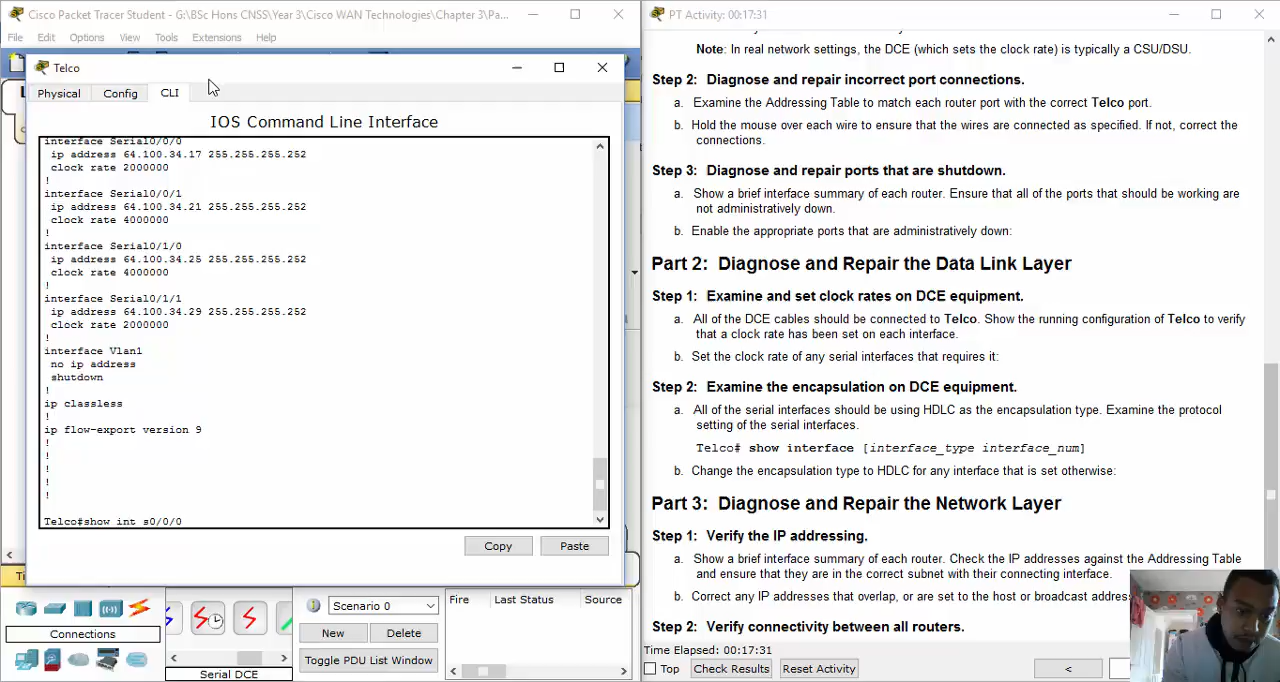 Cisco Packet Tracer Student - G:\BSc Hons CNSS\Year 3\Cisco WAN Technologies\Chapter 3\Pa...
File Edit Options View Tools Extensions Help
Telco
Physical Config CLI
IOS Command Line Interface
interface Serial0/0/0
ip address 64.100.34.17 255.255.255.252
clock rate 2000000
!
interface Serial0/0/1
ip address 64.100.34.21 255.255.255.252
clock rate 4000000
!
interface Serial0/1/0
ip address 64.100.34.25 255.255.255.252
clock rate 4000000
!
interface Serial0/1/1
ip address 64.100.34.29 255.255.255.252
clock rate 2000000
!
interface Vlan1
no ip address
shutdown
!
ip classless
!
ip flow-export version 9
!
!
!
!
!
Telco#show int s0/0/0
Copy Paste
Connections
Serial DCE
Scenario 0
New Delete
Toggle PDU List Window
Fire Last Status Source
PT Activity: 00:17:31
Note: In real network settings, the DCE (which sets the clock rate) is typically a CSU/DSU.
Step 2: Diagnose and repair incorrect port connections.
a. Examine the Addressing Table to match each router port with the correct Telco port.
b. Hold the mouse over each wire to ensure that the wires are connected as specified. If not, correct the
connections.
Step 3: Diagnose and repair ports that are shutdown.
a. Show a brief interface summary of each router. Ensure that all of the ports that should be working are
not administratively down.
b. Enable the appropriate ports that are administratively down:
Part 2: Diagnose and Repair the Data Link Layer
Step 1: Examine and set clock rates on DCE equipment.
a. All of the DCE cables should be connected to Telco. Show the running configuration of Telco to verify
that a clock rate has been set on each interface.
b. Set the clock rate of any serial interfaces that requires it:
Step 2: Examine the encapsulation on DCE equipment.
a. All of the serial interfaces should be using HDLC as the encapsulation type. Examine the protocol
setting of the serial interfaces.
Telco# show interface [interface_type interface_num]
b. Change the encapsulation type to HDLC for any interface that is set otherwise:
Part 3: Diagnose and Repair the Network Layer
Step 1: Verify the IP addressing.
a. Show a brief interface summary of each router. Check the IP addresses against the Addressing Table
and ensure that they are in the correct subnet with their connecting interface.
b. Correct any IP addresses that overlap, or are set to the host or broadcast
Step 2: Verify connectivity between all routers.
Time Elapsed: 00:17:31
Top Check Results Reset Activity <